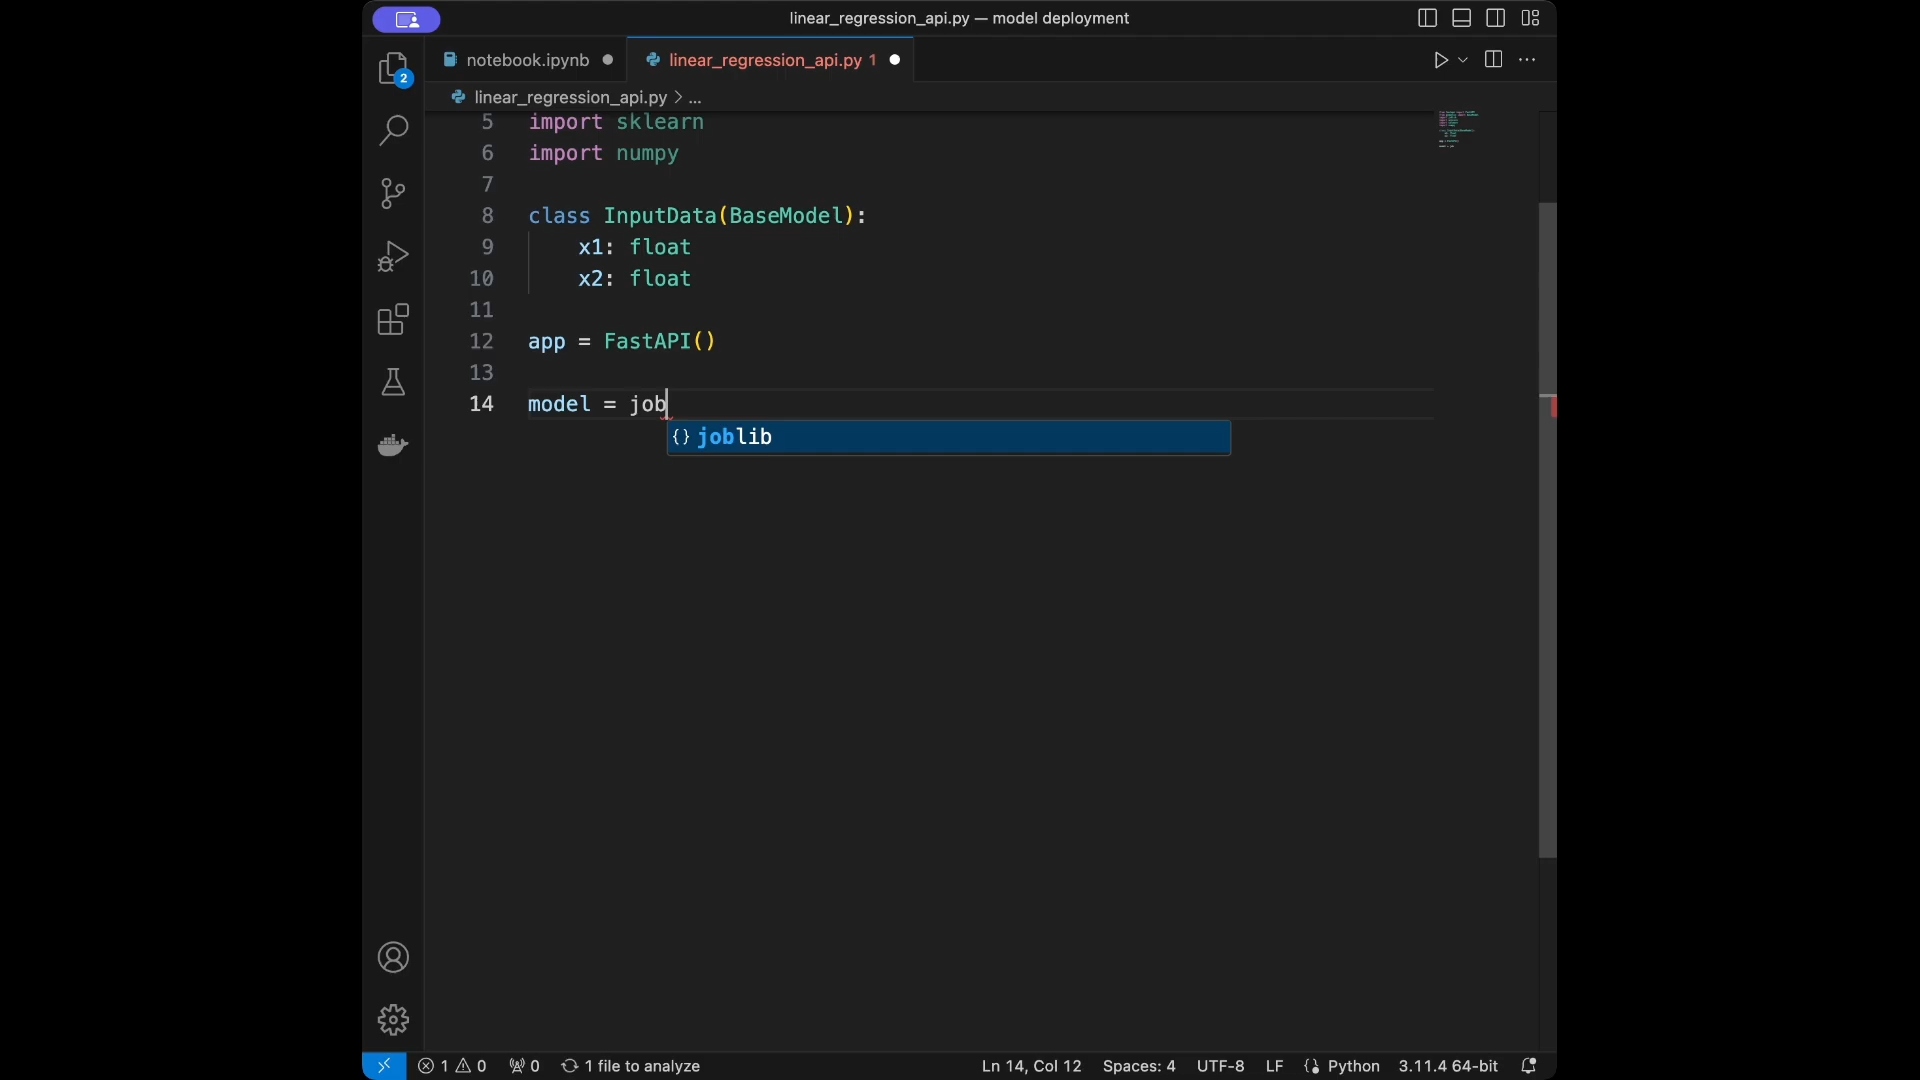 linear_regression_api.py — model deployment
2
notebook.ipynb
linear_regression_api.py 1
linear_regression_api.py > ...
5 import sklearn
6 import numpy
7
8 class InputData(BaseModel):
9 x1: float
10 x2: float
11
12 app = FastAPI()
13
14 model = job
{} joblib
1 0 0 1 file to analyze Ln 14, Col 12 Spaces: 4 UTF-8 LF Python 3.11.4 64-bit